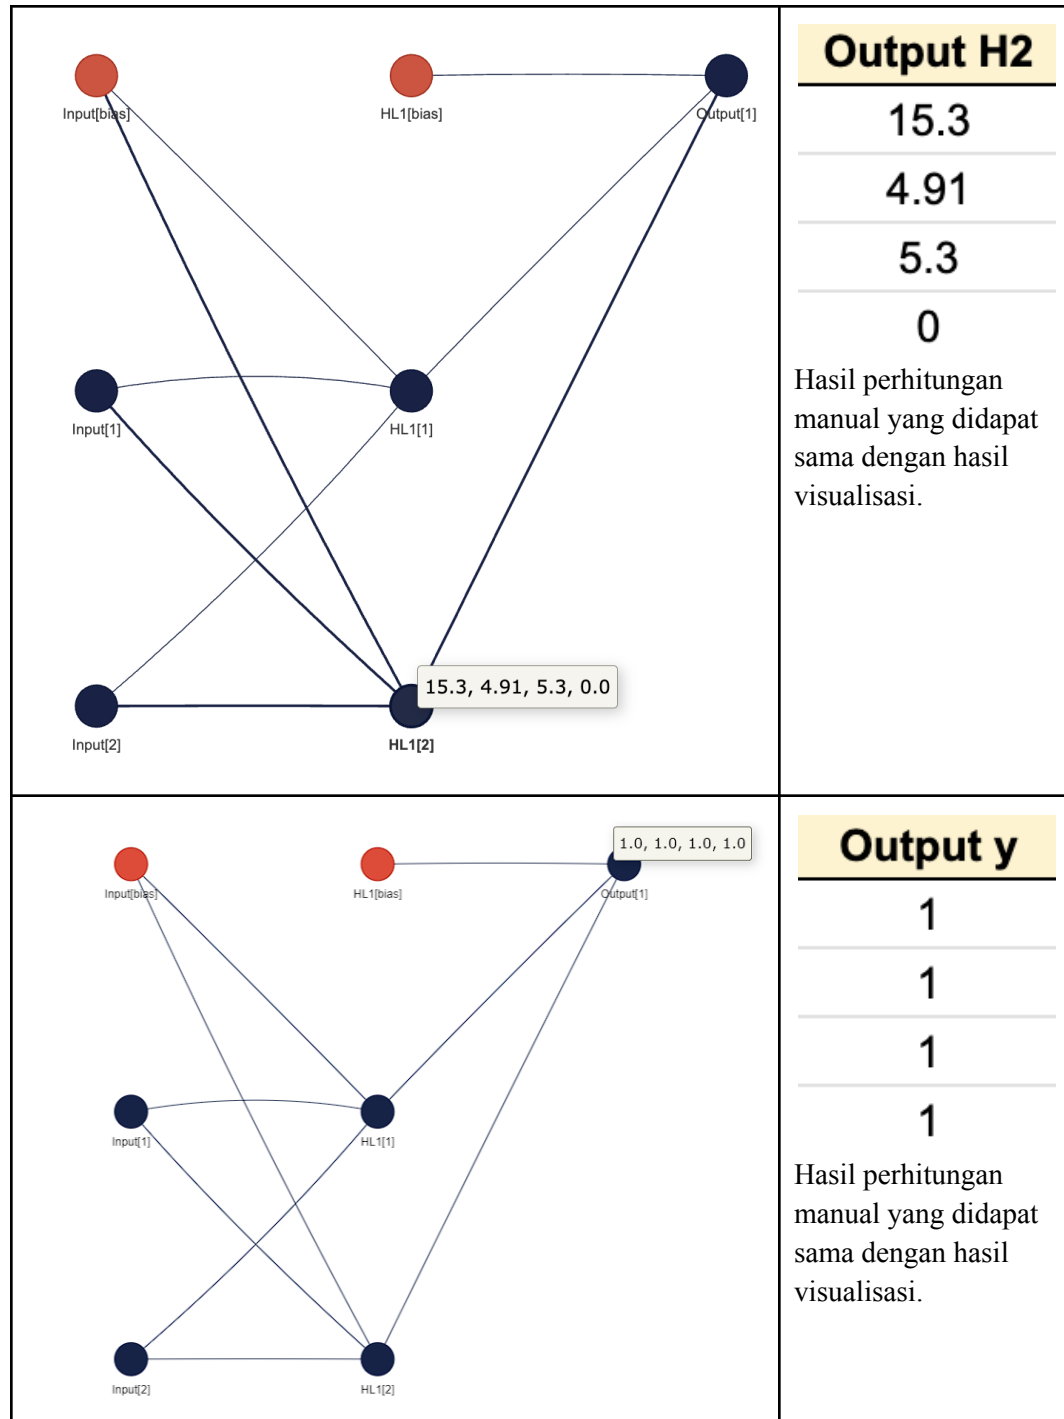 Input[bias]
HL1[bias]
Output[1]
Input[1]
HL1[1]
15.3, 4.91, 5.3, 0.0
Input[2]
HL1[2]
Output H2
15.3
4.91
5.3
0
Hasil perhitungan
manual yang didapat
sama dengan hasil
visualisasi.
1.0, 1.0, 1.0, 1.0
Input[bias]
HL1[bias]
Output[1]
Input[1]
HL1[1]
Input[2]
HL1[2]
Output y
1
1
1
1
Hasil perhitungan
manual yang didapat
sama dengan hasil
visualisasi.